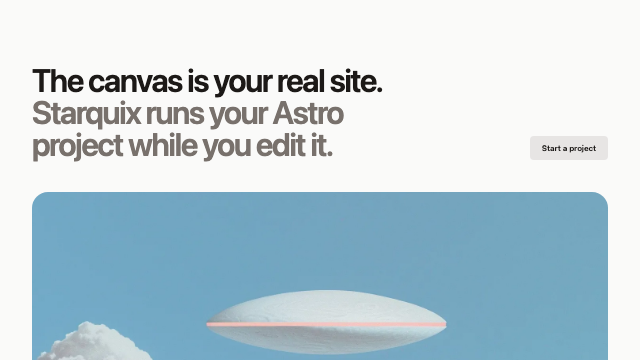 The canvas is your real site.
Starquix runs your Astro
project while you edit it.
Start a project